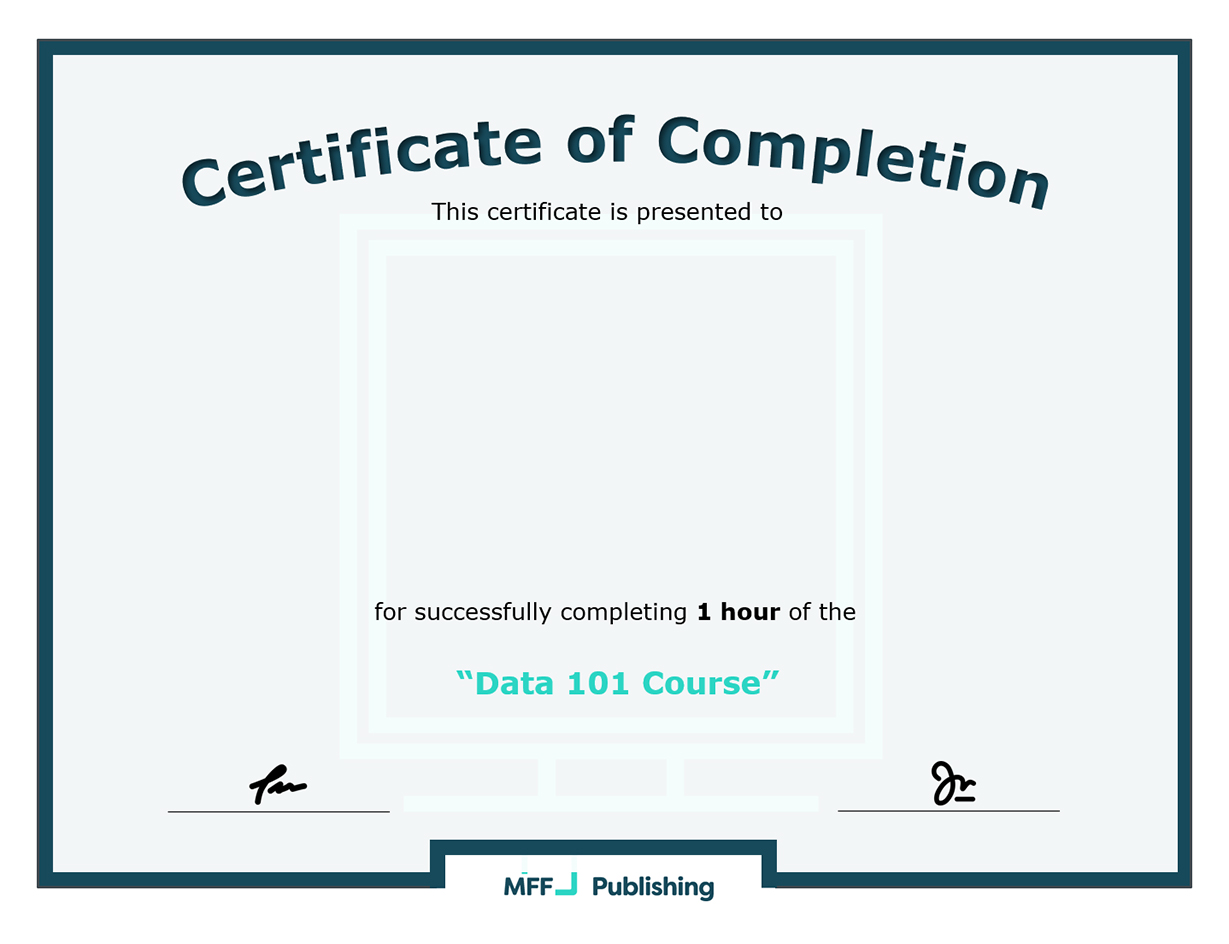 Certificate of Completion
This certificate is presented to
for successfully completing 1 hour of the
“Data 101 Course”
MFF Publishing